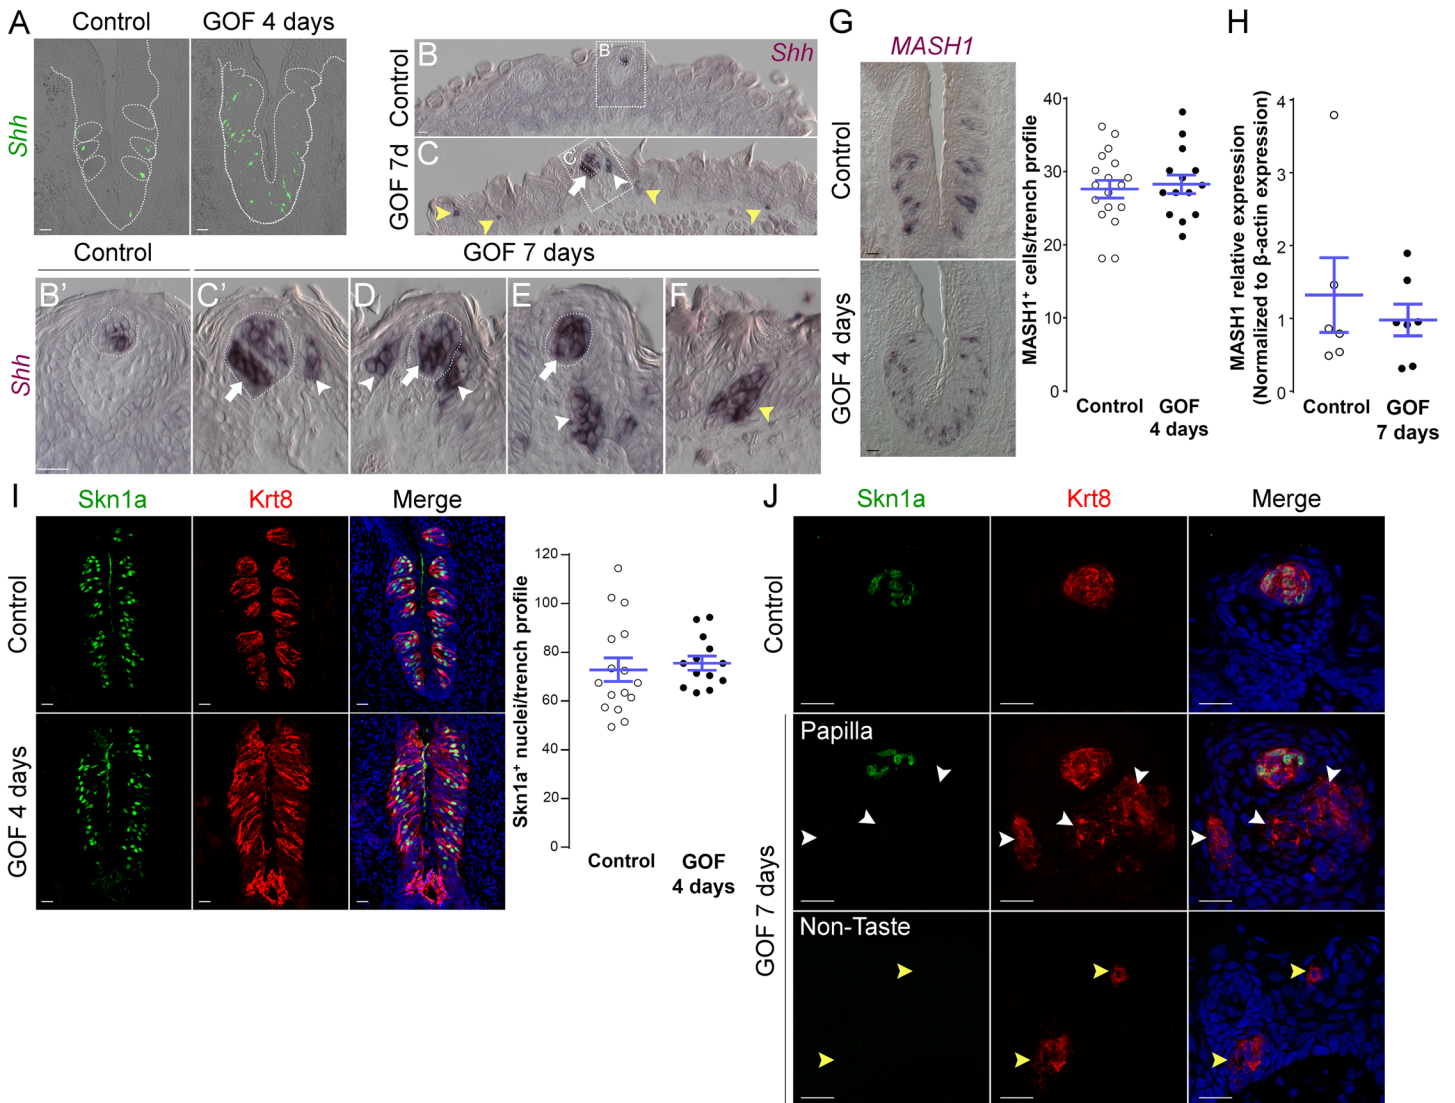 A
Control
GOF 4 days
Shh
B
B'
Shh
Control
C
C'
GOF 7d
Control
GOF 7 days
B'
C'
D
E
F
Shh
G
MASH1
Control
GOF 4 days
MASH1+ cells/trench profile
40
30
20
10
0
Control
GOF
4 days
H
MASH1 relative expression
(Normalized to β-actin expression)
4
3
2
1
0
Control
GOF
7 days
I
Skn1a
Krt8
Merge
Control
GOF 4 days
Skn1a+ nuclei/trench profile
120
100
80
60
40
20
0
Control
GOF
4 days
J
Skn1a
Krt8
Merge
Control
GOF 7 days
Papilla
Non-Taste